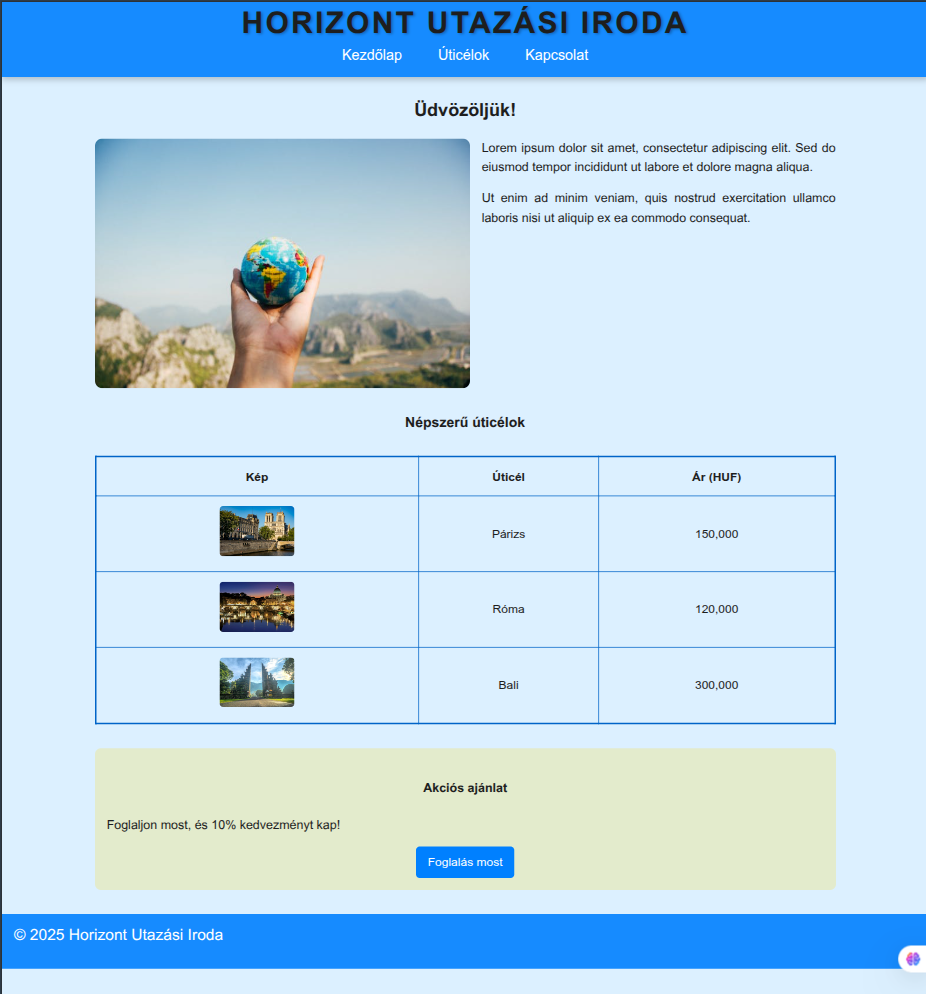 HORIZONT UTAZÁSI IRODA
Kezdőlap Úticélok Kapcsolat
Üdvözöljük!
Lorem ipsum dolor sit amet, consectetur adipiscing elit. Sed do
eiusmod tempor incididunt ut labore et dolore magna aliqua.
Ut enim ad minim veniam, quis nostrud exercitation ullamco
laboris nisi ut aliquip ex ea commodo consequat.
Népszerű úticélok
Kép Úticél Ár (HUF)
Párizs 150,000
Róma 120,000
Bali 300,000
Akciós ajánlat
Foglaljon most, és 10% kedvezményt kap!
Foglalás most
© 2025 Horizont Utazási Iroda